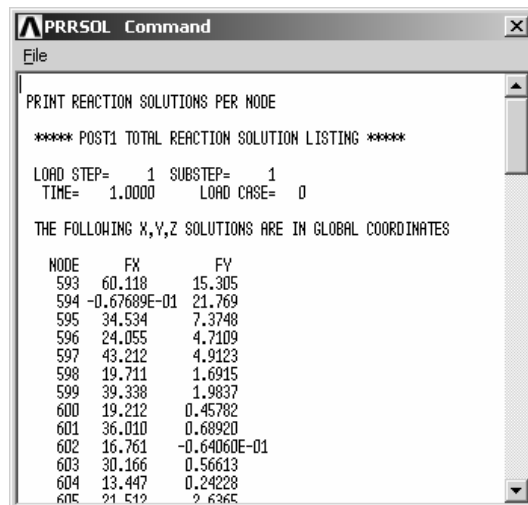 PRRSOL Command
File
PRINT REACTION SOLUTIONS PER NODE
***** POST1 TOTAL REACTION SOLUTION LISTING *****
LOAD STEP= 1 SUBSTEP= 1
TIME= 1.0000 LOAD CASE= 0
THE FOLLOWING X,Y,Z SOLUTIONS ARE IN GLOBAL COORDINATES
NODE FX FY
593 60.118 15.305
594 -0.67689E-01 21.769
595 34.534 7.3748
596 24.055 4.7109
597 43.212 4.9123
598 19.711 1.6915
599 39.338 1.9837
600 19.212 0.45782
601 36.010 0.68920
602 16.761 -0.64060E-01
603 30.166 0.56613
604 13.447 0.24228
605 21.512 2.6365